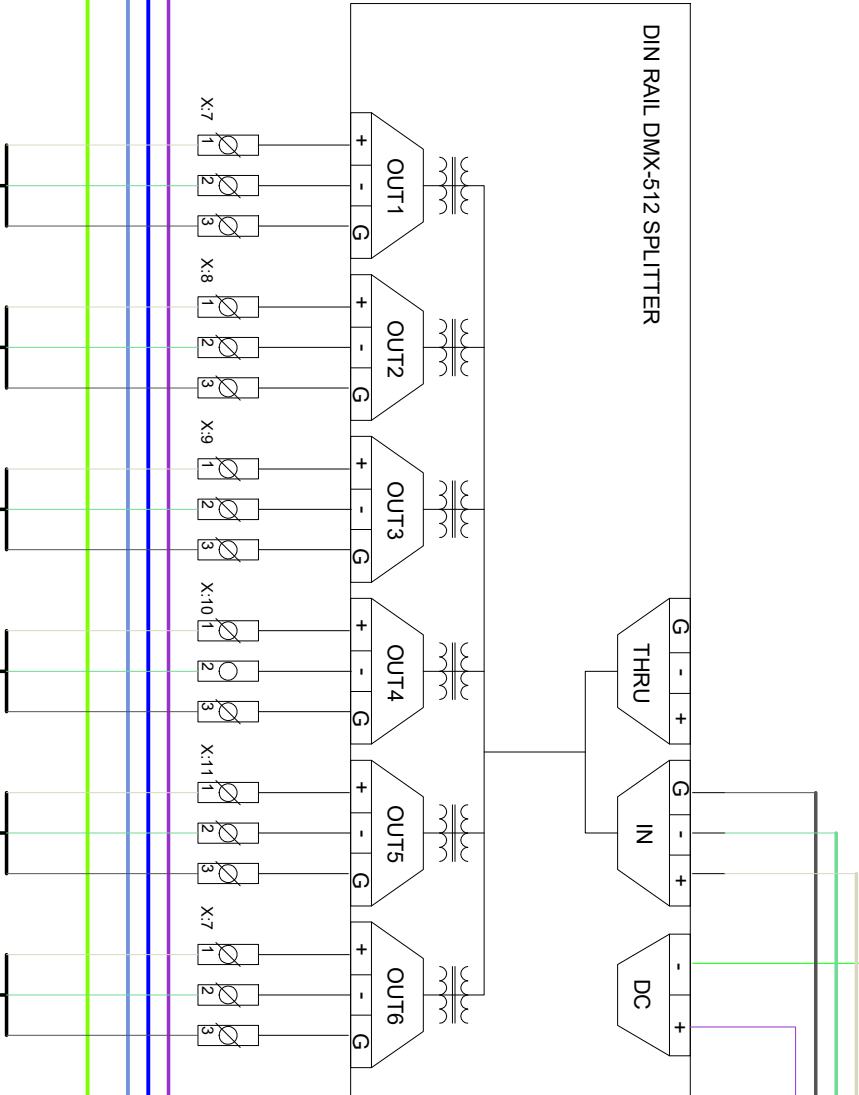 DIN RAIL DMX-512 SPLITTER
X:7
1
2
3
+
-
G
OUT1
X:8
1
2
3
+
-
G
OUT2
X:9
1
2
3
+
-
G
OUT3
X:10
1
2
3
+
-
G
OUT4
X:11
1
2
3
+
-
G
OUT5
X:7
1
2
3
+
-
G
OUT6
THRU
G
-
+
IN
G
-
+
DC
-
+